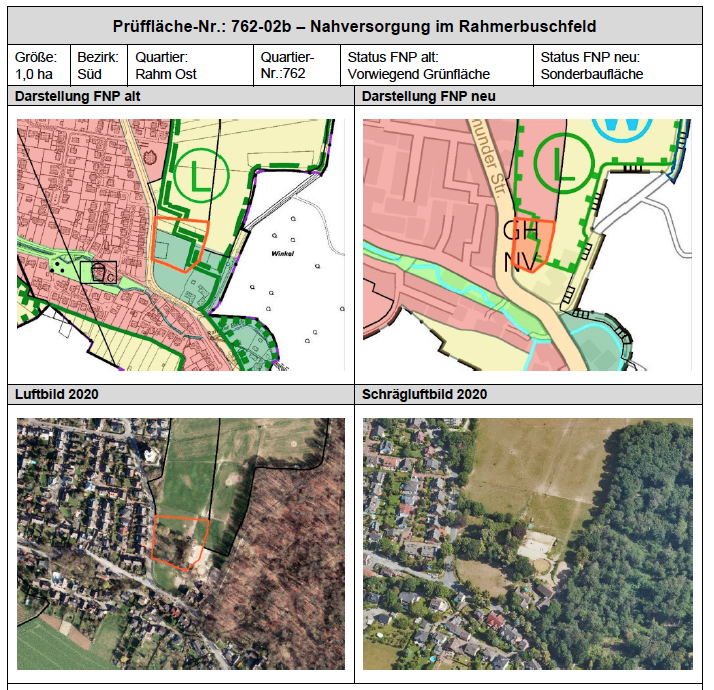 Prüffläche-Nr.: 762-02b – Nahversorgung im Rahmerbuschfeld
Größe:
1,0 ha
Bezirk:
Süd
Quartier:
Rahm Ost
Quartier-
Nr.:762
Status FNP alt:
Vorwiegend Grünfläche
Status FNP neu:
Sonderbaufläche
Darstellung FNP alt
Darstellung FNP neu
L
Winkel
munder Str.
L
W
GH
NV
Luftbild 2020
Schrägluftbild 2020